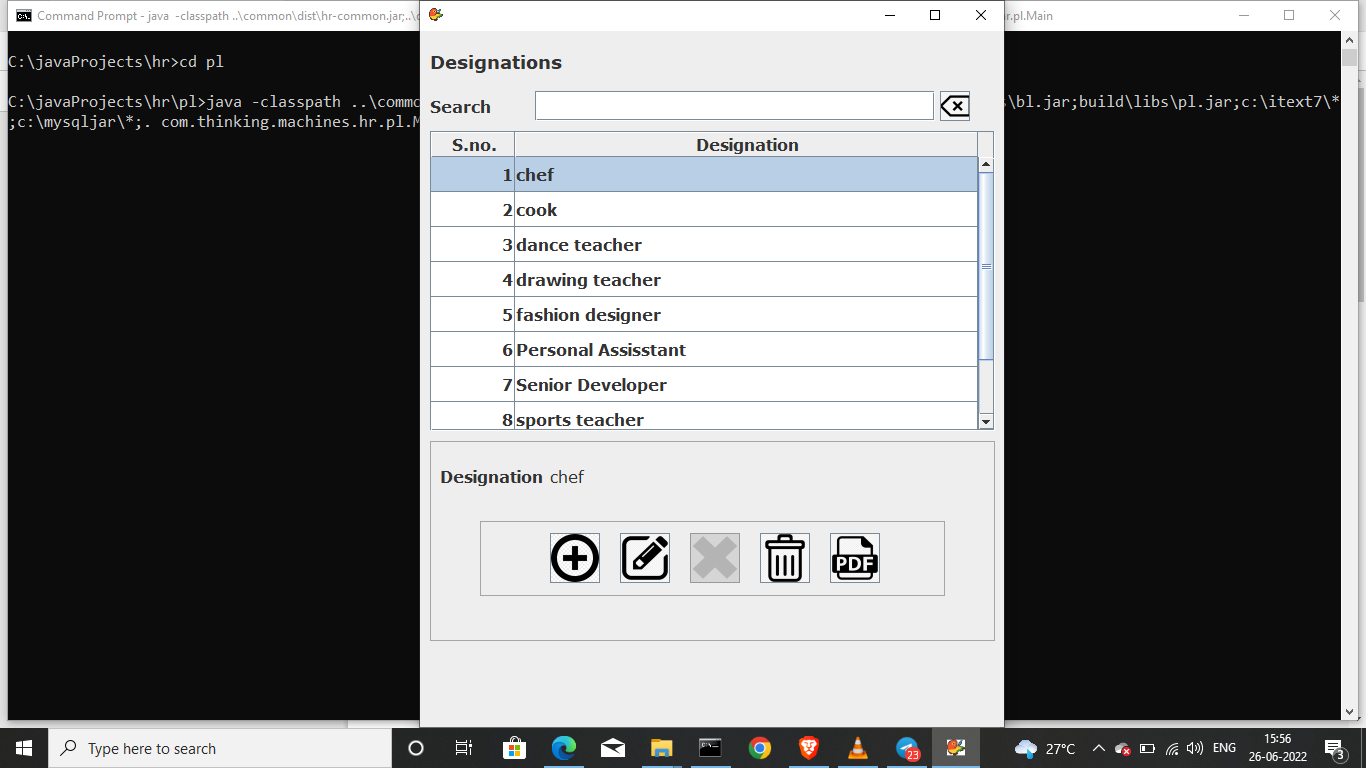 Command Prompt - java  -classpath ..\common\dist\hr-common.jar;..\
r.pl.Main
C:\javaProjects\hr>cd pl
C:\javaProjects\hr\pl>java -classpath ..\commo
s\bl.jar;build\libs\pl.jar;c:\itext7\*
;c:\mysqljar\*;. com.thinking.machines.hr.pl.M
Designations
Search
S.no. Designation
1 chef
2 cook
3 dance teacher
4 drawing teacher
5 fashion designer
6 Personal Assisstant
7 Senior Developer
8 sports teacher
Designation chef
PDF
Type here to search
23
27°C
ENG
15:56
26-06-2022
3